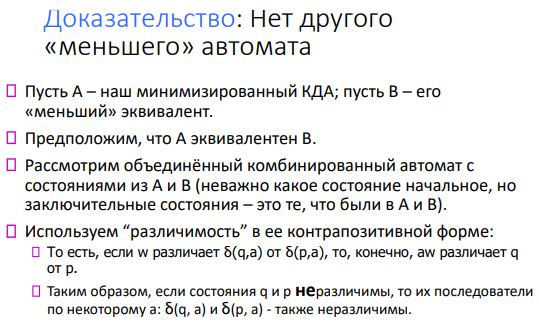 Доказательство: Нет другого
«меньшего» автомата
Пусть А – наш минимизированный КДА; пусть В – его
«меньший» эквивалент.
Предположим, что А эквивалентен В.
Рассмотрим объединённый комбинированный автомат с
состояниями из А и В (неважно какое состояние начальное, но
заключительные состояния – это те, что были в А и В).
Используем “различимость” в ее контрапозитивной форме:
То есть, если w различает δ(q,a) от δ(p,a), то, конечно, aw различает q
от p.
Таким образом, если состояния q и p неразличимы, то их последователи
по некоторому a: δ(q, a) и δ(p, a) - также неразличимы.